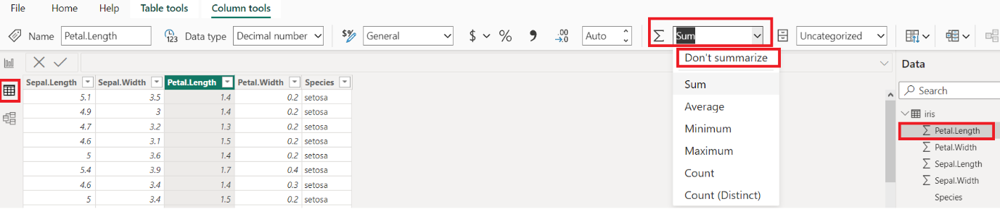 File Home Help Table tools Column tools
Name Petal.Length Data type Decimal number General $ % 9 .00 →.0 Auto Sum Uncategorized
Don't summarize
Sum
Average
Minimum
Maximum
Count
Count (Distinct)
Sepal.Length Sepal.Width Petal.Length Petal.Width Species
5.1 3.5 1.4 0.2 setosa
4.9 3 1.4 0.2 setosa
4.7 3.2 1.3 0.2 setosa
4.6 3.1 1.5 0.2 setosa
5 3.6 1.4 0.2 setosa
5.4 3.9 1.7 0.4 setosa
4.6 3.4 1.4 0.3 setosa
5 3.4 1.5 0.2 setosa
Data
Search
iris
Petal.Length
Petal.Width
Sepal.Length
Sepal.Width
Species